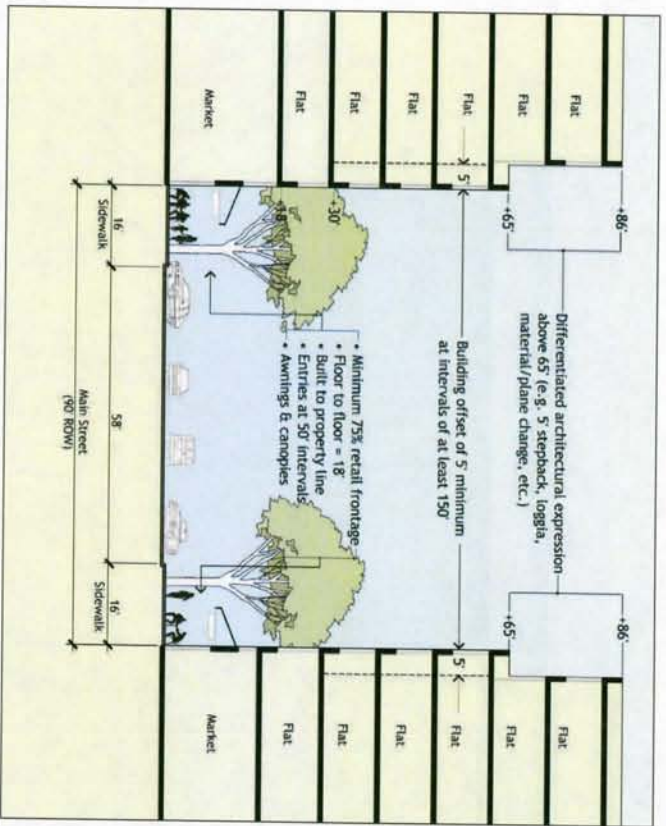 +86'
+86'
Differentiated architectural expression
above 65' (e.g. 5' stepback, loggia,
material/plane change, etc.)
Flat
Flat
Flat
Flat
+65'
+65'
Flat
5'
Building offset of 5' minimum
at intervals of at least 150'
5'
Flat
Flat
Flat
Flat
Flat
+30'
• Minimum 75% retail frontage
• Floor to floor = 18'
• Built to property line
• Entries at 50' intervals
• Awnings & canopies
Flat
+18'
Flat
Market
Market
16'
Sidewalk
58'
16'
Sidewalk
Main Street
(90' ROW)